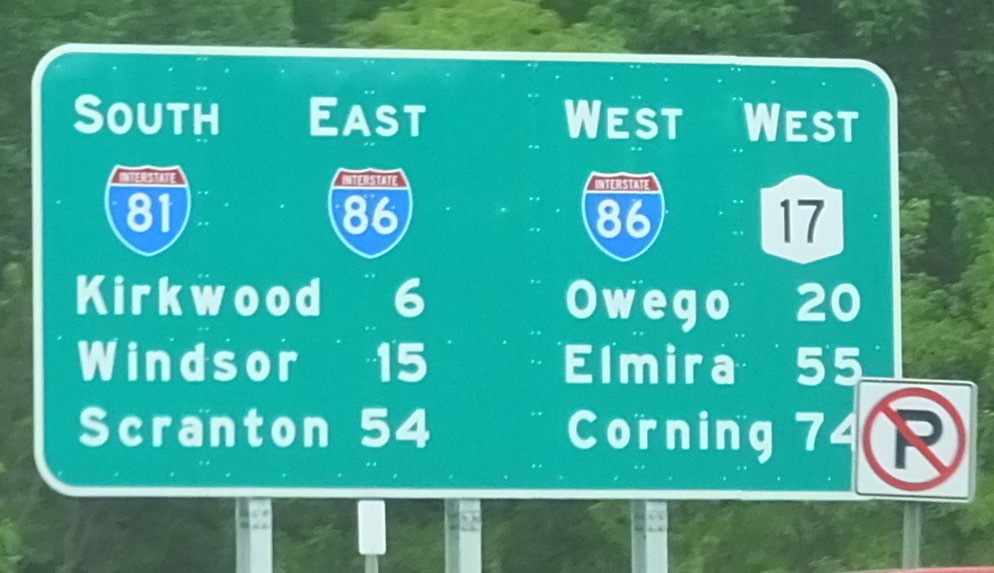 SOUTH EAST
INTERSTATE 81 INTERSTATE 86
Kirkwood 6
Windsor 15
Scranton 54
WEST WEST
INTERSTATE 86 17
Owego 20
Elmira 55
Corning 74
P